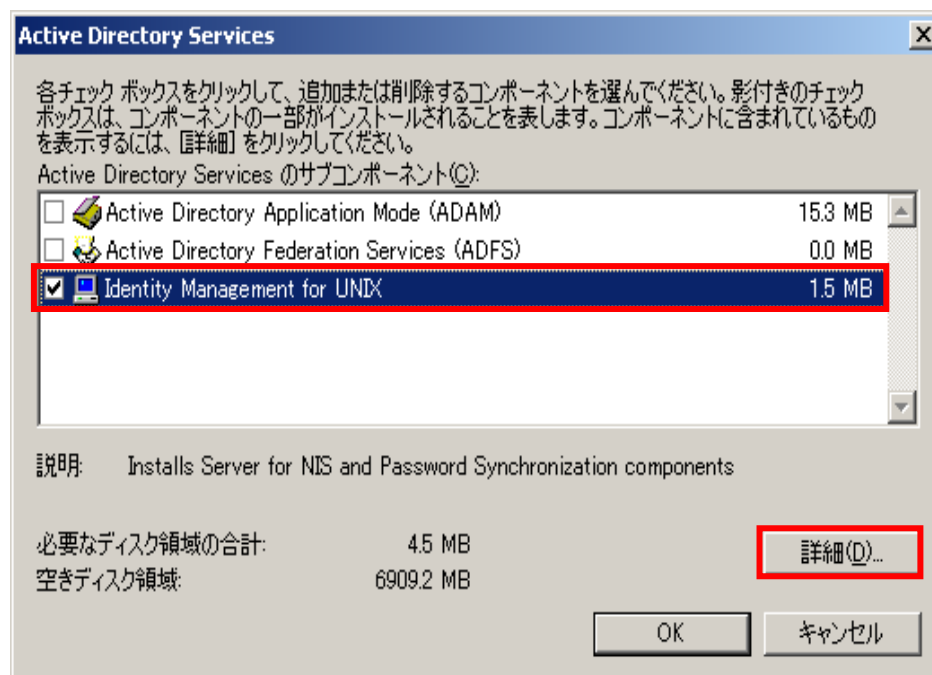 Active Directory Services
各チェック ボックスをクリックして、追加または削除するコンポーネントを選んでください。影付きのチェック
ボックスは、コンポーネントの一部がインストールされることを表します。コンポーネントに含まれているもの
を表示するには、[詳細] をクリックしてください。
Active Directory Services のサブコンポーネント(C):
Active Directory Application Mode (ADAM) 15.3 MB
Active Directory Federation Services (ADFS) 0.0 MB
Identity Management for UNIX 1.5 MB
説明: Installs Server for NIS and Password Synchronization components
必要なディスク領域の合計: 4.5 MB
空きディスク領域: 6909.2 MB
詳細(D)...
OK キャンセル